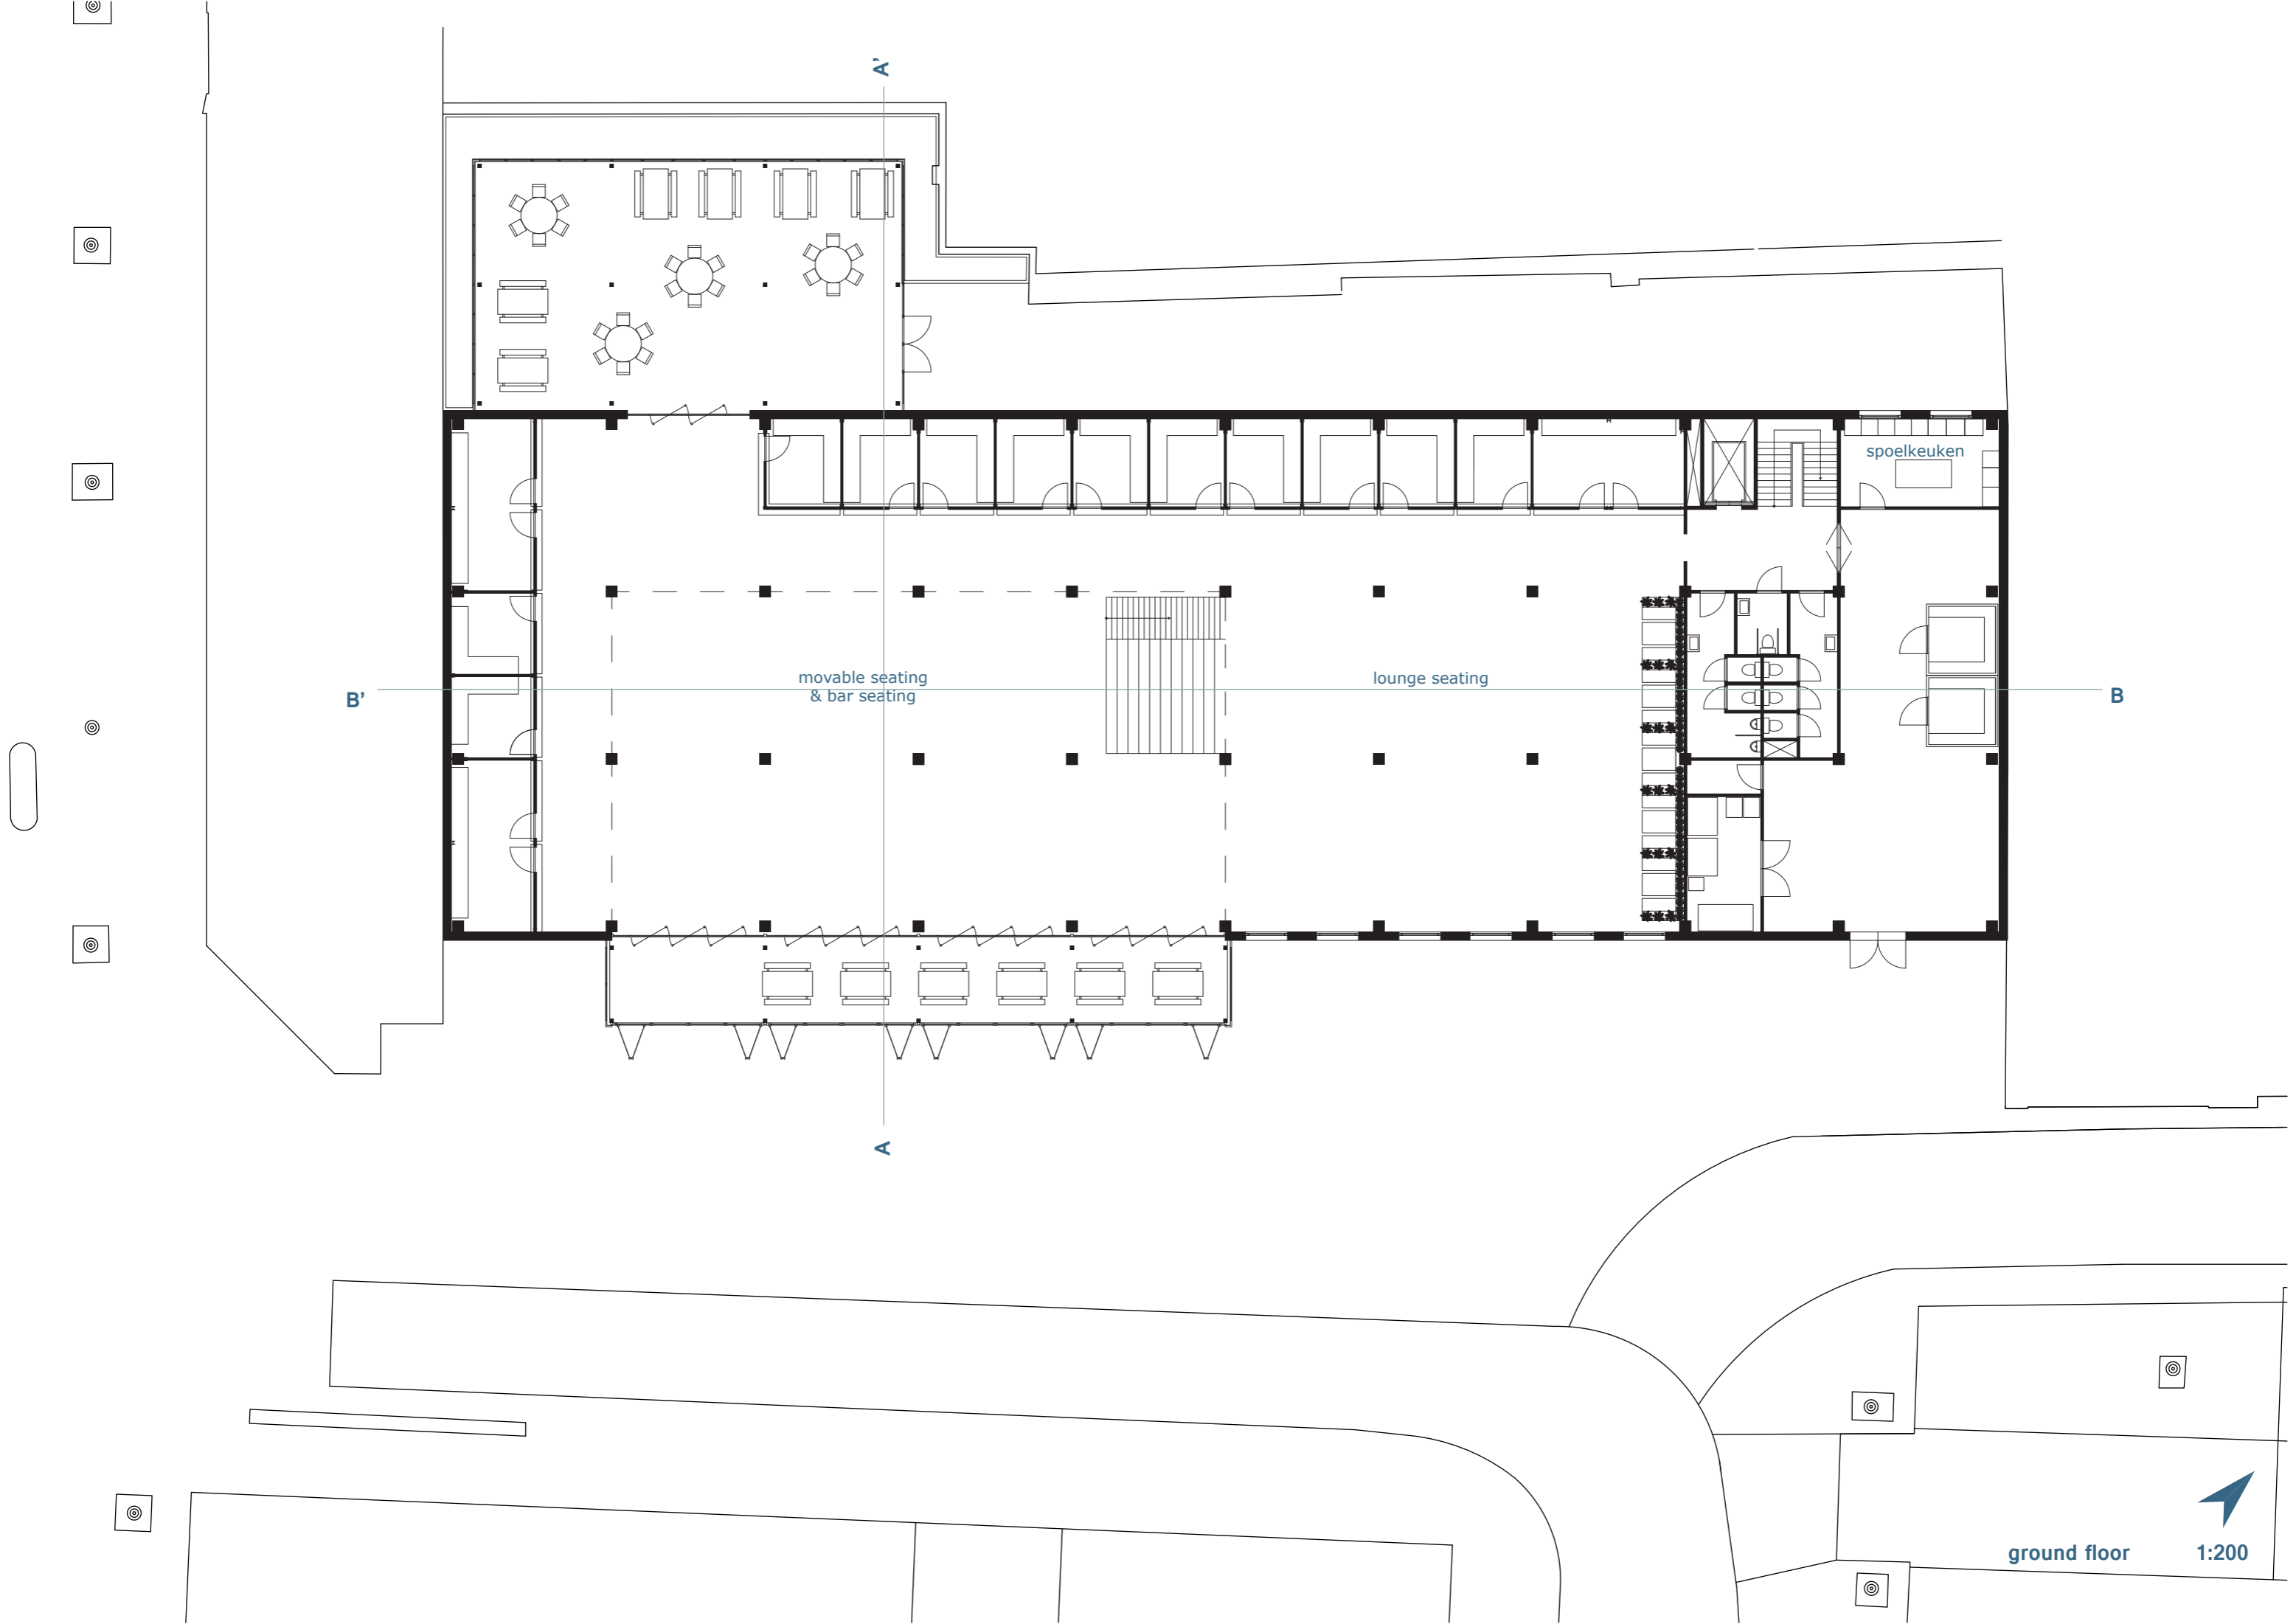 A'
spoelkeuken
movable seating
& bar seating
lounge seating
B'
B
A
ground floor 1:200